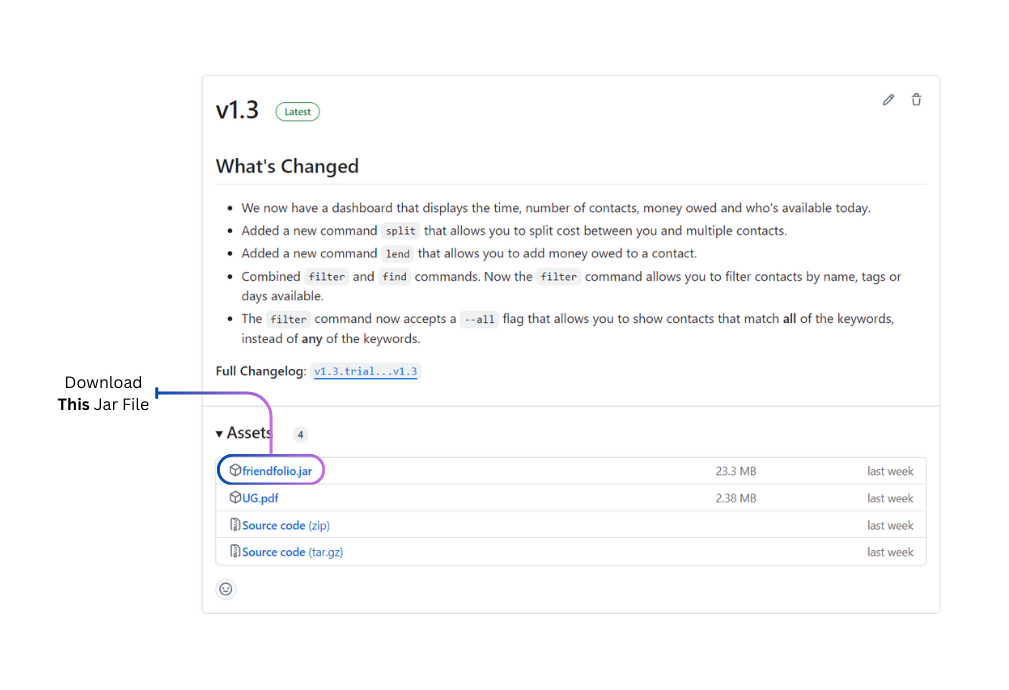 v1.3 Latest
What's Changed
We now have a dashboard that displays the time, number of contacts, money owed and who's available today.
Added a new command split that allows you to split cost between you and multiple contacts.
Added a new command lend that allows you to add money owed to a contact.
Combined filter and find commands. Now the filter command allows you to filter contacts by name, tags or
days available.
The filter command now accepts a --all flag that allows you to show contacts that match all of the keywords,
instead of any of the keywords.
Full Changelog: v1.3.trial...v1.3
Download
This Jar File
Assets 4
friendfolio.jar 23.3 MB last week
UG.pdf 2.38 MB last week
Source code (zip) last week
Source code (tar.gz) last week